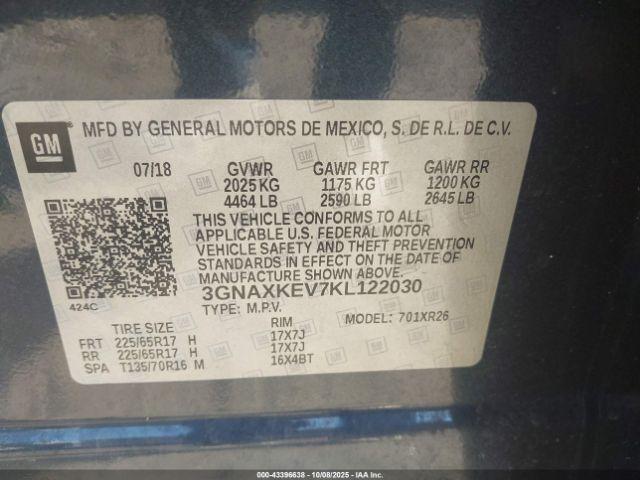 GM
MFD BY GENERAL MOTORS DE MEXICO, S. DE R.L. DE C.V.
07/18 GVWR GAWR FRT GAWR RR
2025 KG 1175 KG 1200 KG
4464 LB 2590 LB 2645 LB
THIS VEHICLE CONFORMS TO ALL
APPLICABLE U.S. FEDERAL MOTOR
VEHICLE SAFETY AND THEFT PREVENTION
STANDARDS IN EFFECT ON THE DATE OF
MANUFACTURE SHOWN ABOVE.
3GNAXKEV7KL122030
424C
TYPE: M.P.V. MODEL: 701XR26
TIRE SIZE RIM
FRT 225/65R17 H 17X7J
RR 225/65R17 H 17X7J
SPA T135/70R16 M 16X4BT
000-43396638 - 10/08/2025 - copart.com